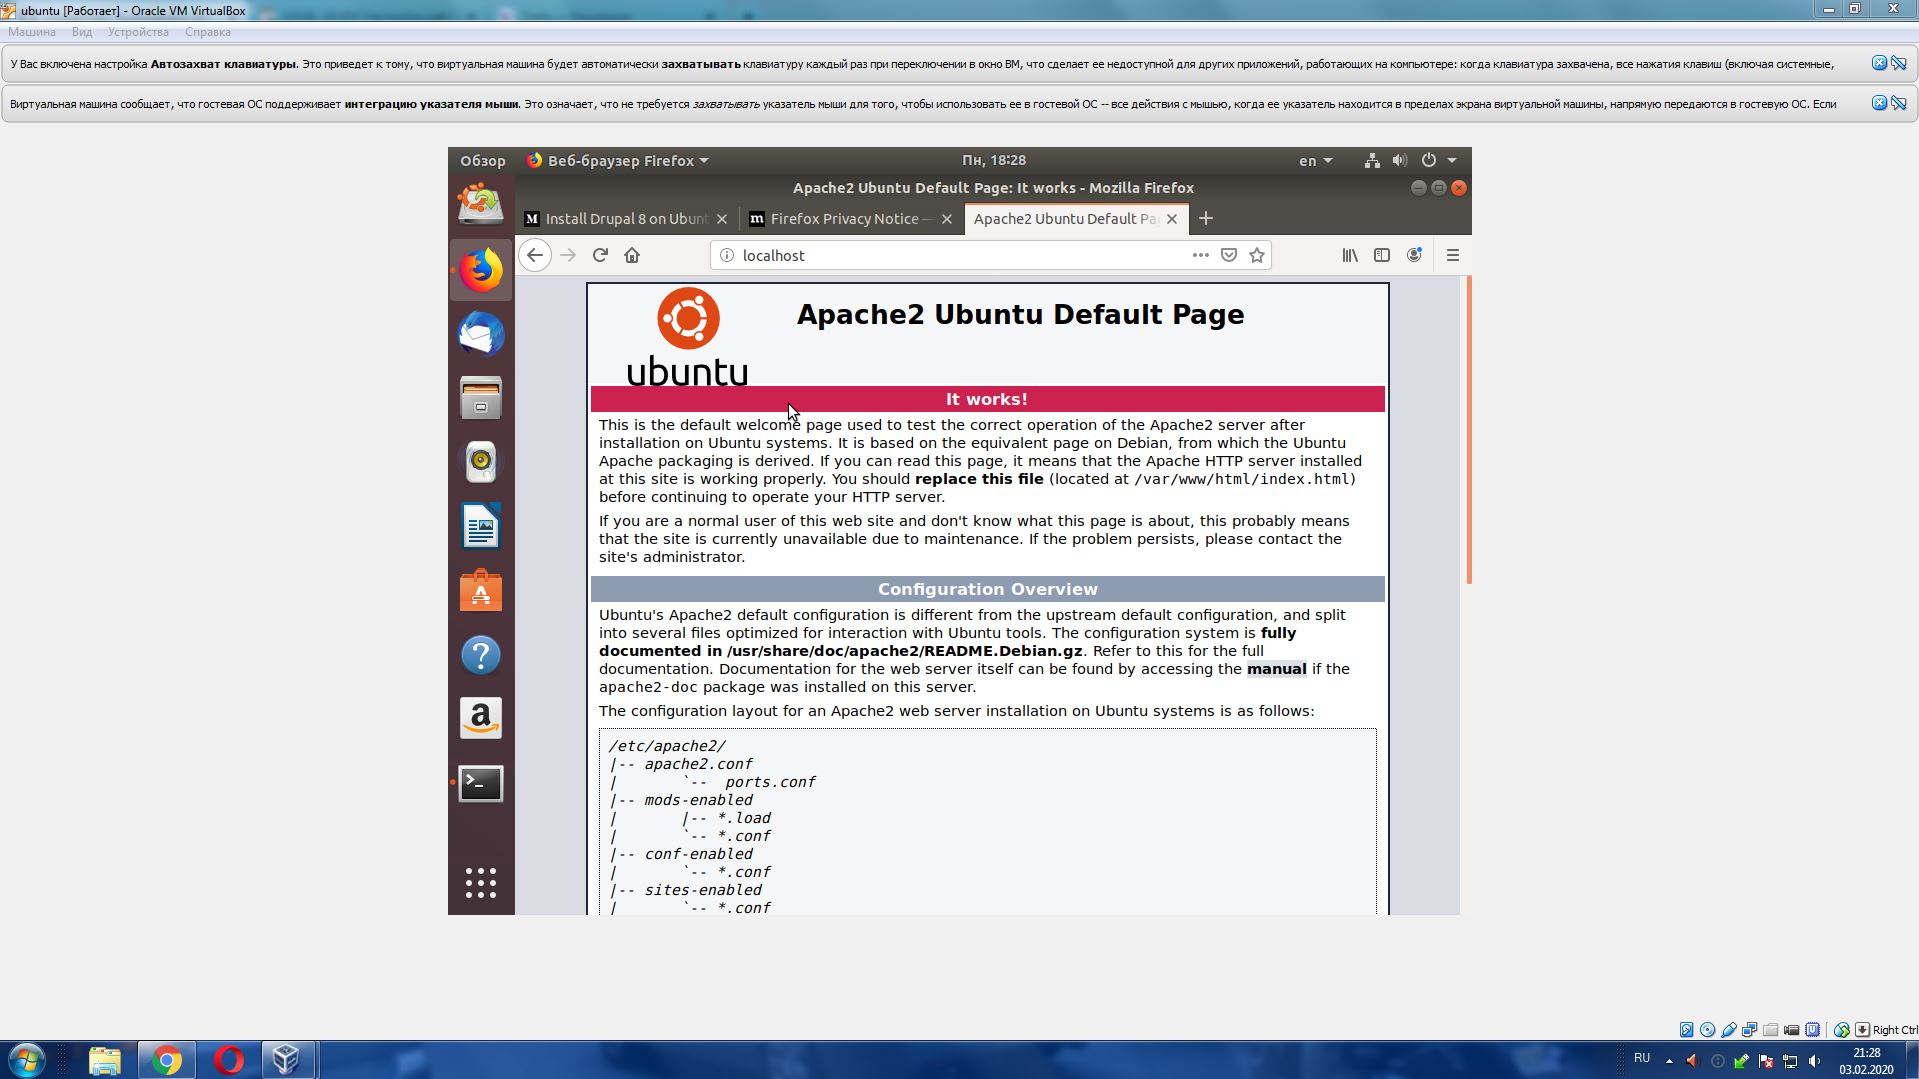 ubuntu [Работает] - Oracle VM VirtualBox
Машина Вид Устройства Справка
У Вас включена настройка Автозахват клавиатуры. Это приведет к тому, что виртуальная машина будет автоматически захватывать клавиатуру каждый раз при переключении в окно ВМ, что сделает ее недоступной для других приложений, работающих на компьютере: когда клавиатура захвачена, все нажатия клавиш (включая системные,
Виртуальная машина сообщает, что гостевая ОС поддерживает интеграцию указателя мыши. Это означает, что не требуется захватывать указатель мыши для того, чтобы использовать ее в гостевой ОС -- все действия с мышью, когда ее указатель находится в пределах экрана виртуальной машины, напрямую передаются в гостевую ОС. Если
Обзор Веб-браузер Firefox Пн, 18:28 en
Apache2 Ubuntu Default Page: It works - Mozilla Firefox
Install Drupal 8 on Ubunt Firefox Privacy Notice — Apache2 Ubuntu Default Pa
localhost
Apache2 Ubuntu Default Page
ubuntu
It works!
This is the default welcome page used to test the correct operation of the Apache2 server after
installation on Ubuntu systems. It is based on the equivalent page on Debian, from which the Ubuntu
Apache packaging is derived. If you can read this page, it means that the Apache HTTP server installed
at this site is working properly. You should replace this file (located at /var/www/html/index.html)
before continuing to operate your HTTP server.
If you are a normal user of this web site and don't know what this page is about, this probably means
that the site is currently unavailable due to maintenance. If the problem persists, please contact the
site's administrator.
Configuration Overview
Ubuntu's Apache2 default configuration is different from the upstream default configuration, and split
into several files optimized for interaction with Ubuntu tools. The configuration system is fully
documented in /usr/share/doc/apache2/README.Debian.gz. Refer to this for the full
documentation. Documentation for the web server itself can be found by accessing the manual if the
apache2-doc package was installed on this server.
The configuration layout for an Apache2 web server installation on Ubuntu systems is as follows:
/etc/apache2/
|-- apache2.conf
|       `--  ports.conf
|-- mods-enabled
|       |-- *.load
|       `-- *.conf
|-- conf-enabled
|       `-- *.conf
|-- sites-enabled
|       `-- *.conf
Right Ctrl
RU
21:28
03.02.2020